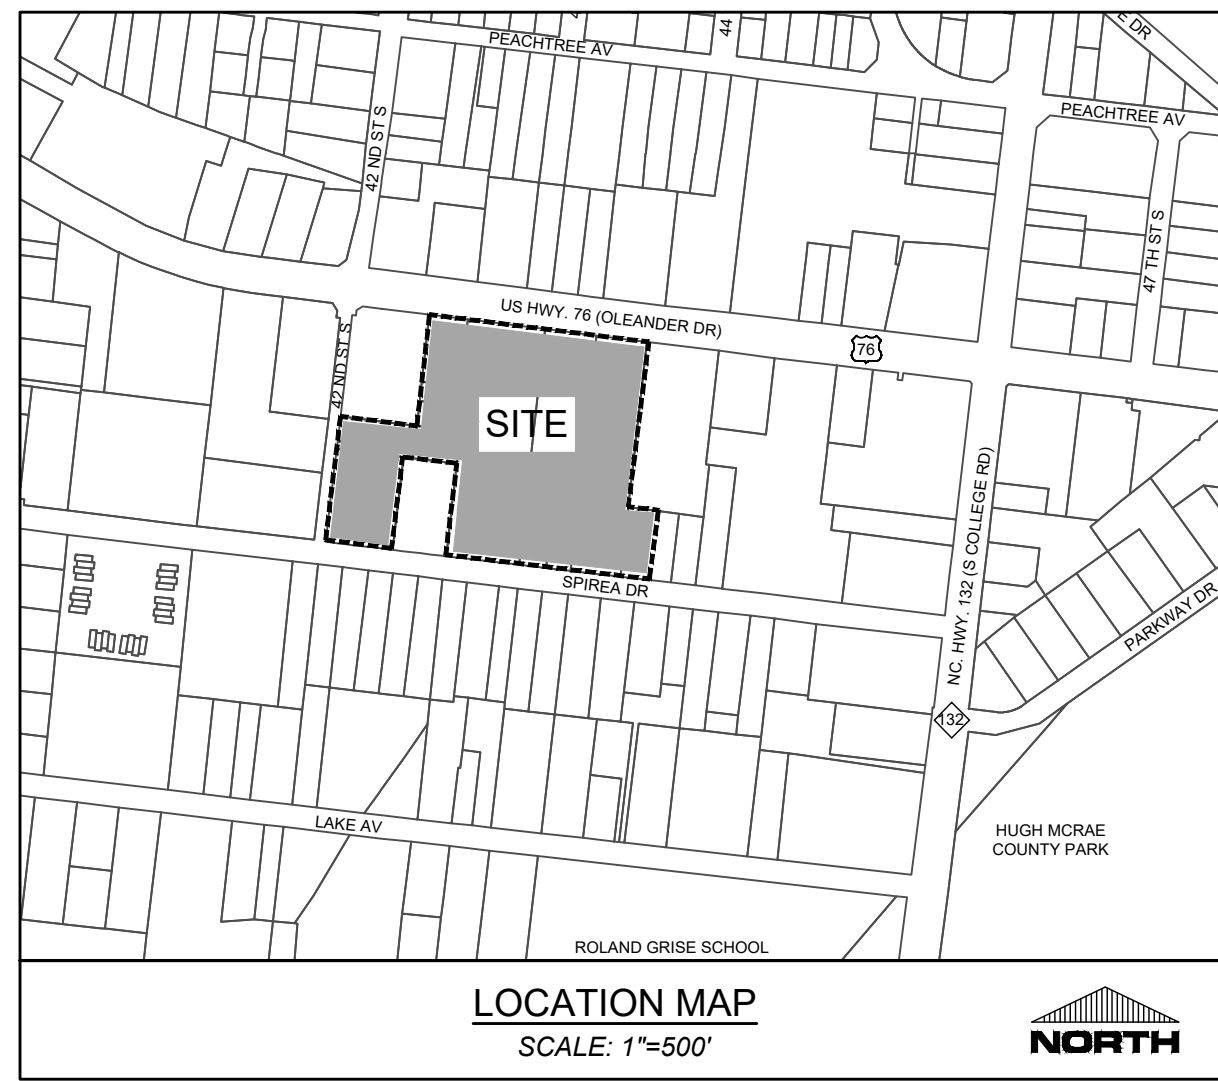 E DR
44
PEACHTREE AV
PEACHTREE AV
42 ND ST S
47 TH ST S
US HWY. 76 (OLEANDER DR)
76
42 ND ST S
SITE
NC. HWY. 132 (S COLLEGE RD)
SPIREA DR
PARKWAY DR
132
LAKE AV
HUGH MCRAE
COUNTY PARK
ROLAND GRISE SCHOOL
LOCATION MAP
SCALE: 1"=500'
NORTH